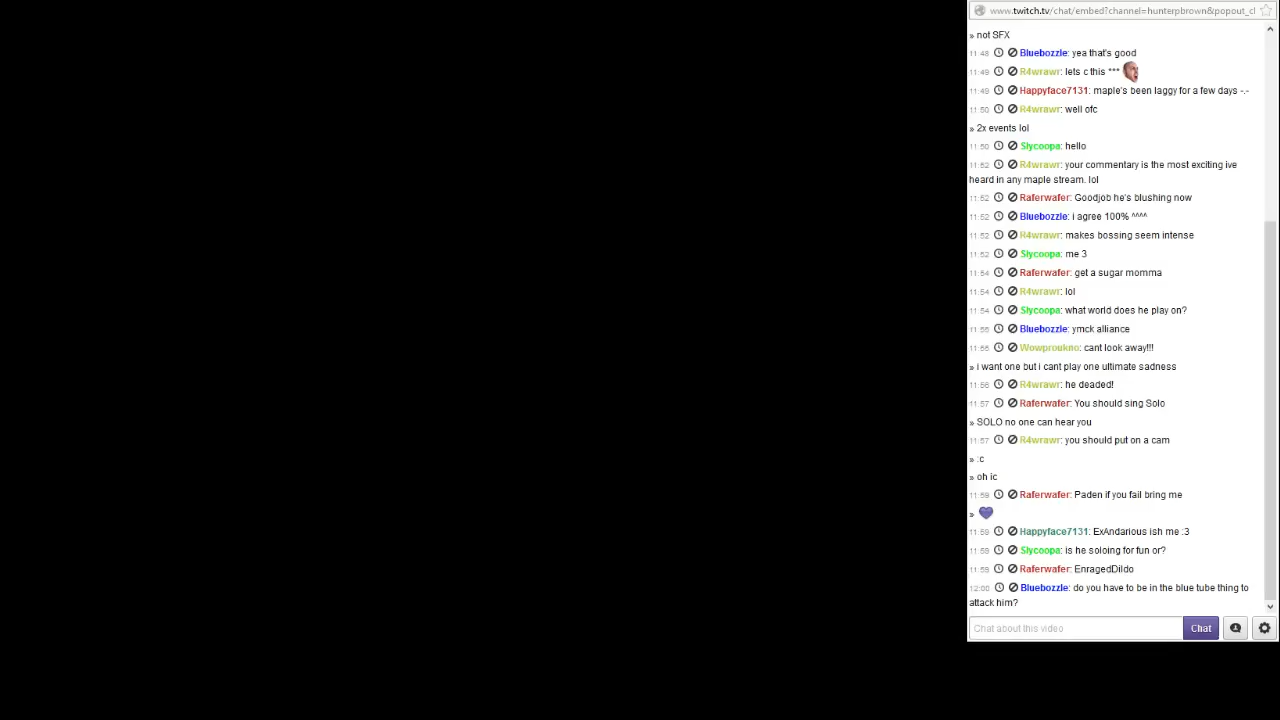 www.twitch.tv/chat/embed?channel=hunterpbrown&popout_cl
» not SFX
11:48 Bluebozzle: yea that's good
11:49 R4wrawr: lets c this ***
11:49 Happyface7131: maple's been laggy for a few days -.-
11:50 R4wrawr: well ofc
» 2x events lol
11:50 Slycoopa: hello
11:52 R4wrawr: your commentary is the most exciting ive
heard in any maple stream. lol
11:52 Raferwafer: Goodjob he's blushing now
11:52 Bluebozzle: i agree 100% ^^^^
11:52 R4wrawr: makes bossing seem intense
11:52 Slycoopa: me 3
11:54 Raferwafer: get a sugar momma
11:54 R4wrawr: lol
11:54 Slycoopa: what world does he play on?
11:55 Bluebozzle: ymck alliance
11:55 Wowproukno: cant look away!!!
» i want one but i cant play one ultimate sadness
11:56 R4wrawr: he deaded!
11:57 Raferwafer: You should sing Solo
» SOLO no one can hear you
11:57 R4wrawr: you should put on a cam
» :c
» oh ic
11:59 Raferwafer: Paden if you fail bring me
»
11:59 Happyface7131: ExAndarious ish me :3
11:59 Slycoopa: is he soloing for fun or?
11:59 Raferwafer: EnragedDildo
12:00 Bluebozzle: do you have to be in the blue tube thing to
attack him?
Chat about this video
Chat